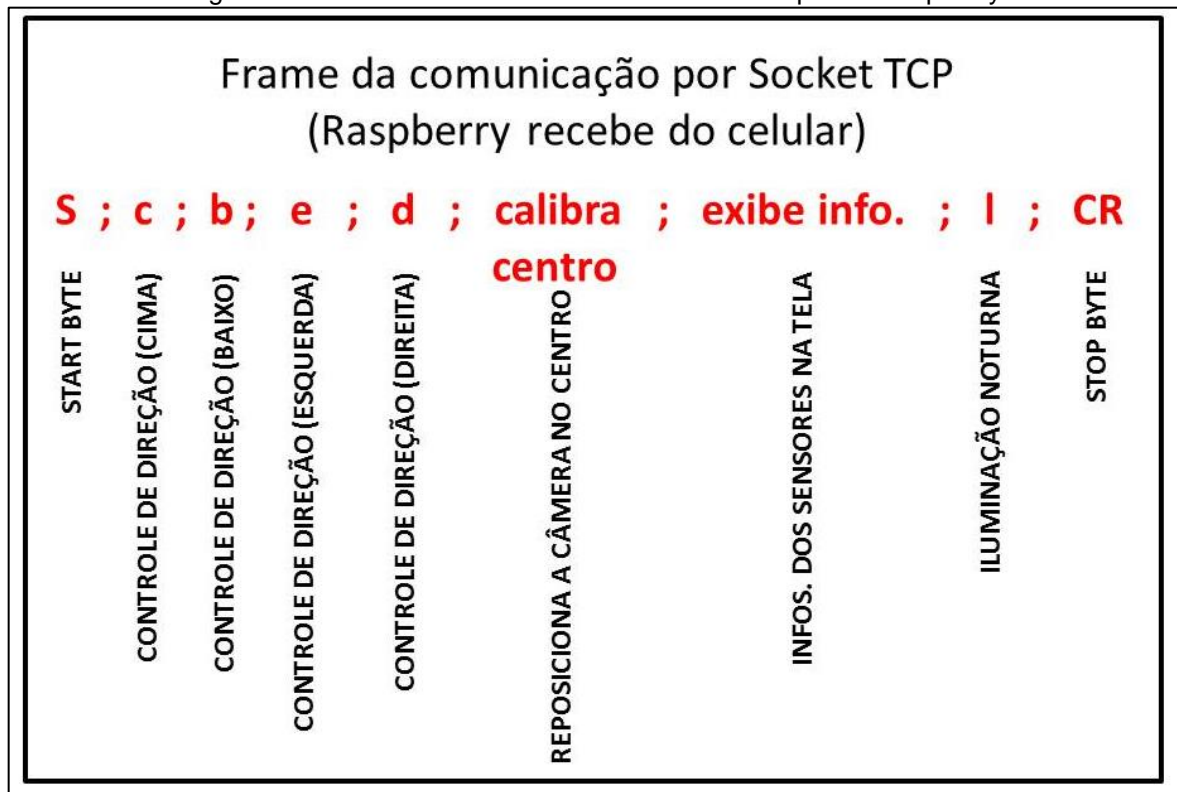 Frame da comunicação por Socket TCP
(Raspberry recebe do celular)
S ; c ; b ; e ; d ; calibra ; exibe info. ; l ; CR
centro
START BYTE
CONTROLE DE DIREÇÃO (CIMA)
CONTROLE DE DIREÇÃO (BAIXO)
CONTROLE DE DIREÇÃO (ESQUERDA)
CONTROLE DE DIREÇÃO (DIREITA)
REPOSICIONA A CÂMERA NO CENTRO
INFOS. DOS SENSORES NA TELA
ILUMINAÇÃO NOTURNA
STOP BYTE